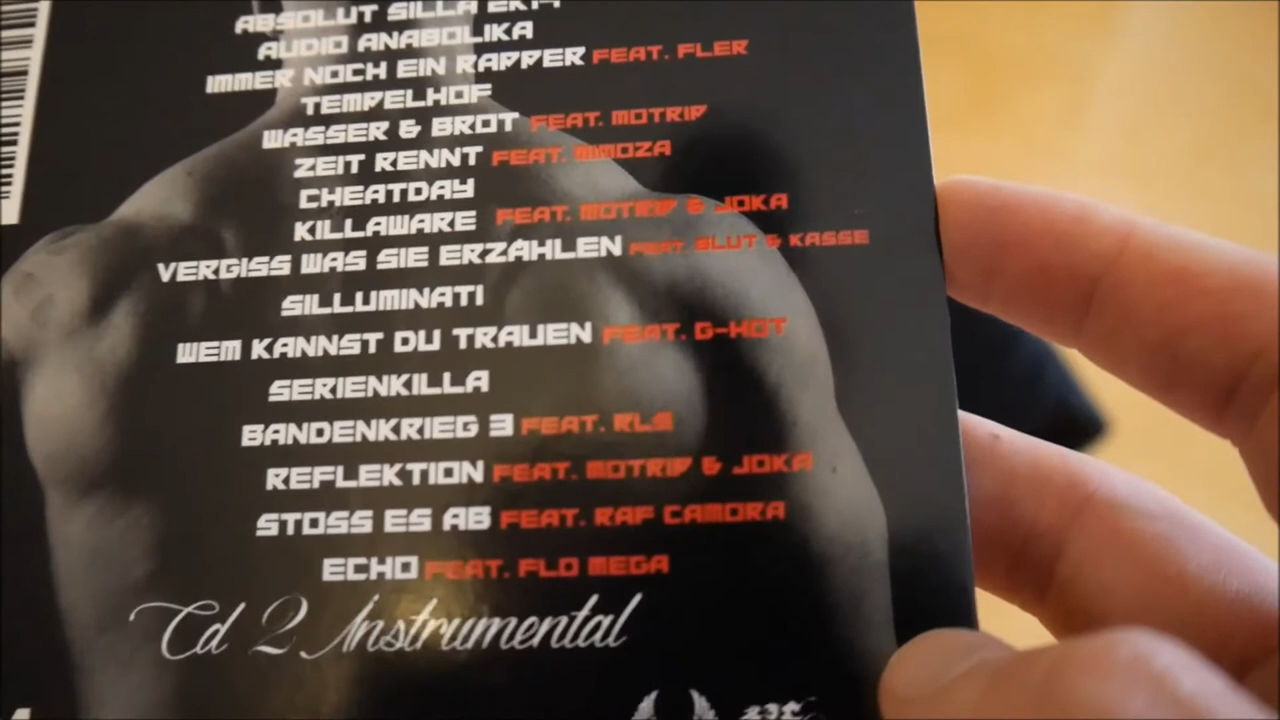 ABSOLUT SILLA EKT1
AUDIO ANABOLIKA
IMMER NOCH EIN RAPPER FEAT. FLER
TEMPELHOF
WASSER & BROT FEAT. MOTRIP
ZEIT RENNT FEAT. MIMOZA
CHEATDAY
KILLAWARE FEAT. MOTRIP & JOKA
VERGISS WAS SIE ERZÄHLEN FEAT. BLUT & KASSE
SILLUMINATI
WEM KANNST DU TRAUEN FEAT. G-HOT
SERIENKILLA
BANDENKRIEG 3 FEAT. RLS
REFLEKTION FEAT. MOTRIP & JOKA
STOSS ES AB FEAT. RAF CAMORA
ECHO FEAT. FLO MEGA
Cd 2 Instrumental